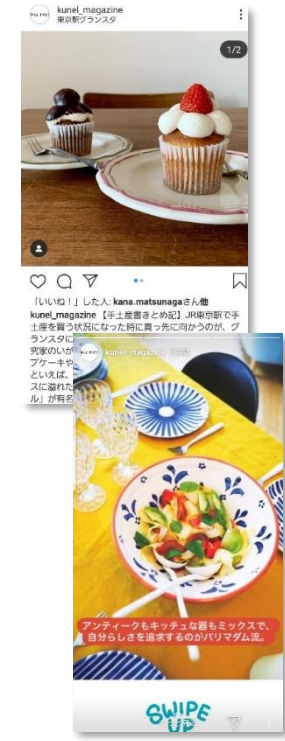 kunel_magazine
東京駅グランスタ
1/2
「いいね！」した人: kana.matsunagaさん他
kunel_magazine 【手土産書きとめ記】JR東京駅で手
土産を買う状況になった時に真っ先に向かうのが、グ
ランスタに
究家のいが
プケーキや
といえば、
スに溢れた
ル」が有名
kunel_magazine
アンティークもキッチュな器もミックスで、
自分らしさを追求するのがパリマダム流。
SWIPE
UP